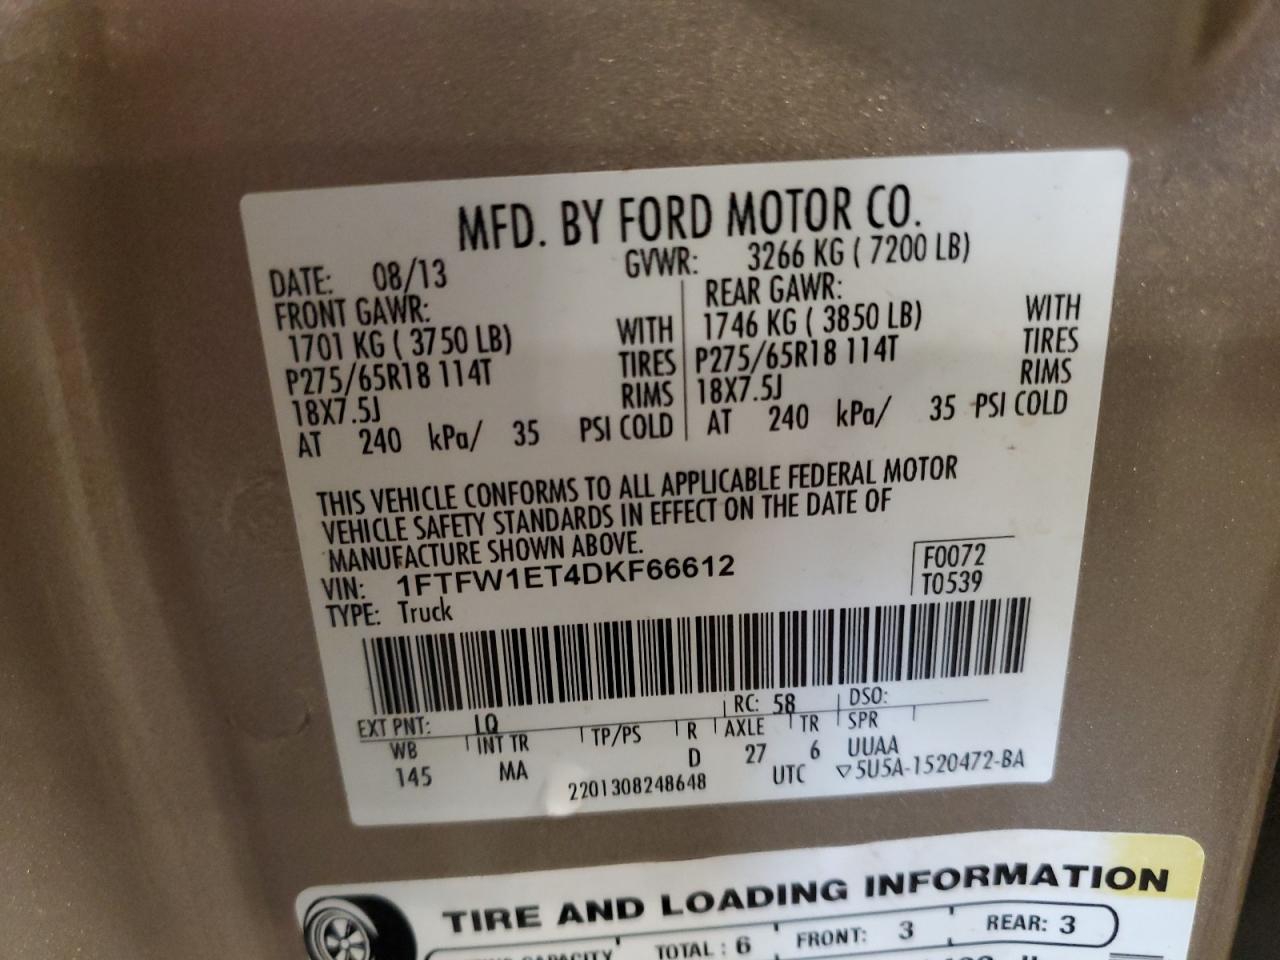 MFD. BY FORD MOTOR CO.
DATE: 08/13 GVWR: 3266 KG ( 7200 LB)
FRONT GAWR: REAR GAWR:
1701 KG ( 3750 LB) WITH 1746 KG ( 3850 LB) WITH
P275/65R18 114T TIRES P275/65R18 114T TIRES
18X7.5J RIMS 18X7.5J RIMS
AT 240 kPa/ 35 PSI COLD AT 240 kPa/ 35 PSI COLD
THIS VEHICLE CONFORMS TO ALL APPLICABLE FEDERAL MOTOR
VEHICLE SAFETY STANDARDS IN EFFECT ON THE DATE OF
MANUFACTURE SHOWN ABOVE.
VIN: 1FTFW1ET4DKF66612 F0072
TYPE: Truck T0539
EXT PNT: LQ RC: 58 DSO:
WB INT TR TP/PS R AXLE TR SPR
145 MA D 27 6 UUAA
2201308248648 UTC ▽5U5A-1520472-BA
TIRE AND LOADING INFORMATION
CAPACITY TOTAL : 6 FRONT: 3 REAR: 3